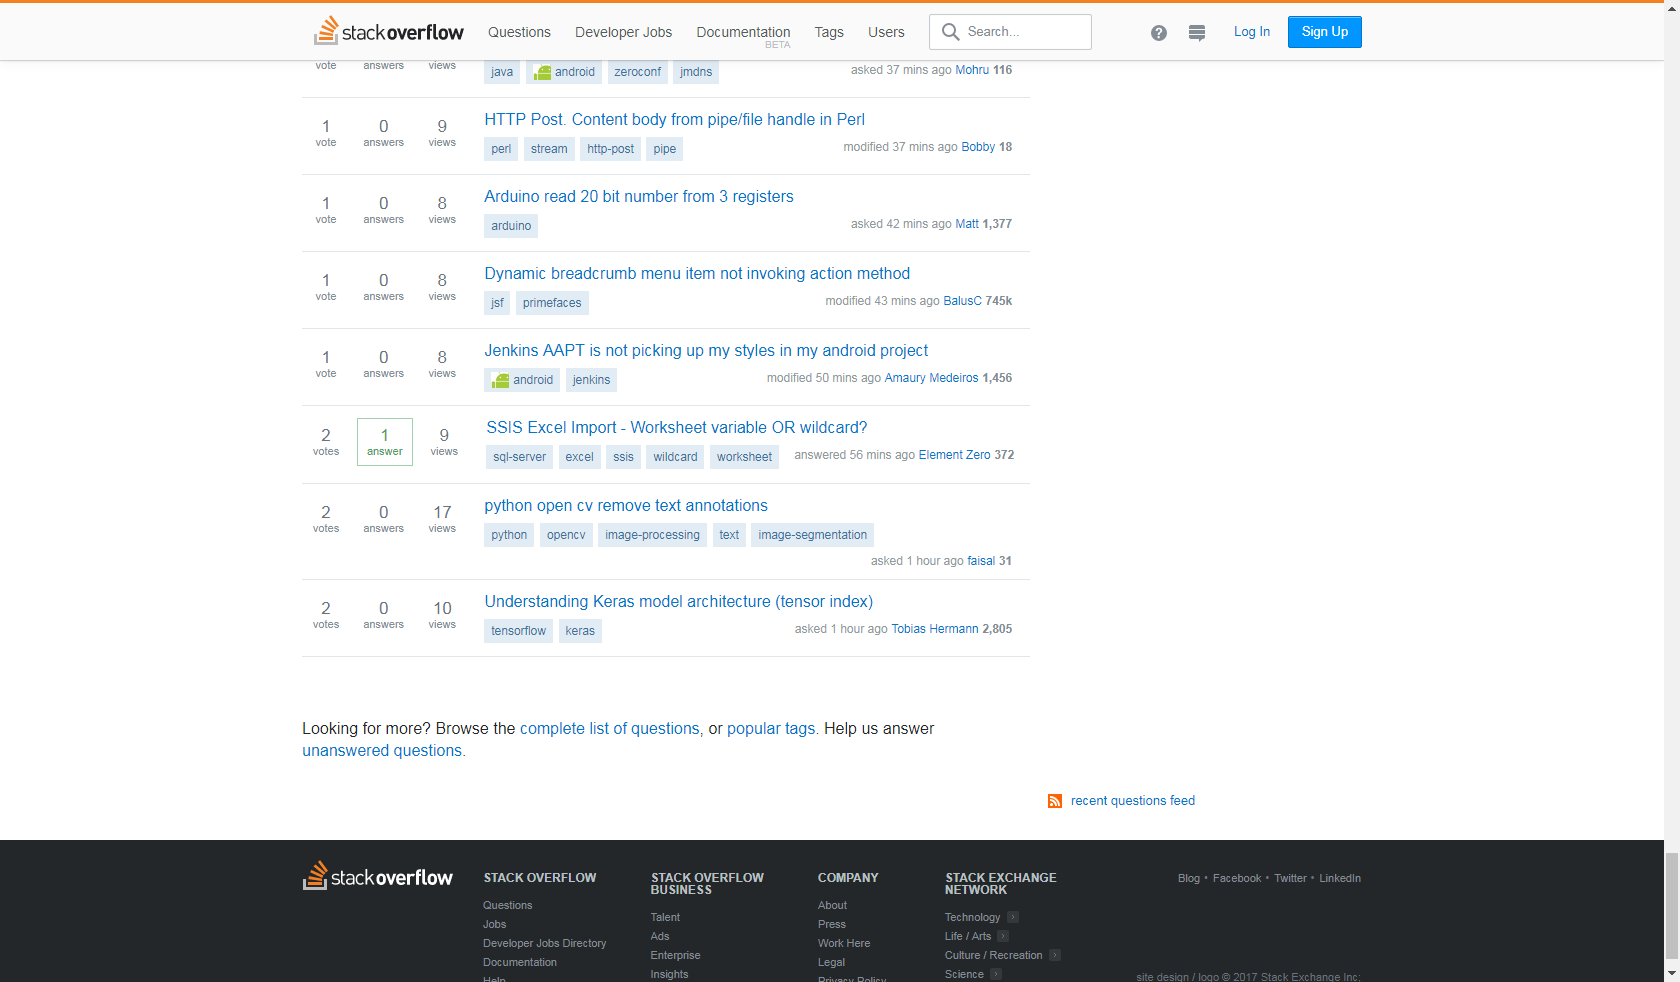 stackoverflow Questions Developer Jobs Documentation BETA Tags Users Search... Log In Sign Up
vote answers views java android zeroconf jmdns asked 37 mins ago Mohru 116
1 vote 0 answers 9 views HTTP Post. Content body from pipe/file handle in Perl
perl stream http-post pipe modified 37 mins ago Bobby 18
1 vote 0 answers 8 views Arduino read 20 bit number from 3 registers
arduino asked 42 mins ago Matt 1,377
1 vote 0 answers 8 views Dynamic breadcrumb menu item not invoking action method
jsf primefaces modified 43 mins ago BalusC 745k
1 vote 0 answers 8 views Jenkins AAPT is not picking up my styles in my android project
android jenkins modified 50 mins ago Amaury Medeiros 1,456
2 votes 1 answer 9 views SSIS Excel Import - Worksheet variable OR wildcard?
sql-server excel ssis wildcard worksheet answered 56 mins ago Element Zero 372
2 votes 0 answers 17 views python open cv remove text annotations
python opencv image-processing text image-segmentation
asked 1 hour ago faisal 31
2 votes 0 answers 10 views Understanding Keras model architecture (tensor index)
tensorflow keras asked 1 hour ago Tobias Hermann 2,805
Looking for more? Browse the complete list of questions, or popular tags. Help us answer
unanswered questions.
recent questions feed
stackoverflow
STACK OVERFLOW
Questions
Jobs
Developer Jobs Directory
Documentation
Help
STACK OVERFLOW
BUSINESS
Talent
Ads
Enterprise
Insights
COMPANY
About
Press
Work Here
Legal
Privacy Policy
STACK EXCHANGE
NETWORK
Technology
Life / Arts
Culture / Recreation
Science
Blog • Facebook • Twitter • LinkedIn
site design / logo © 2017 Stack Exchange Inc;